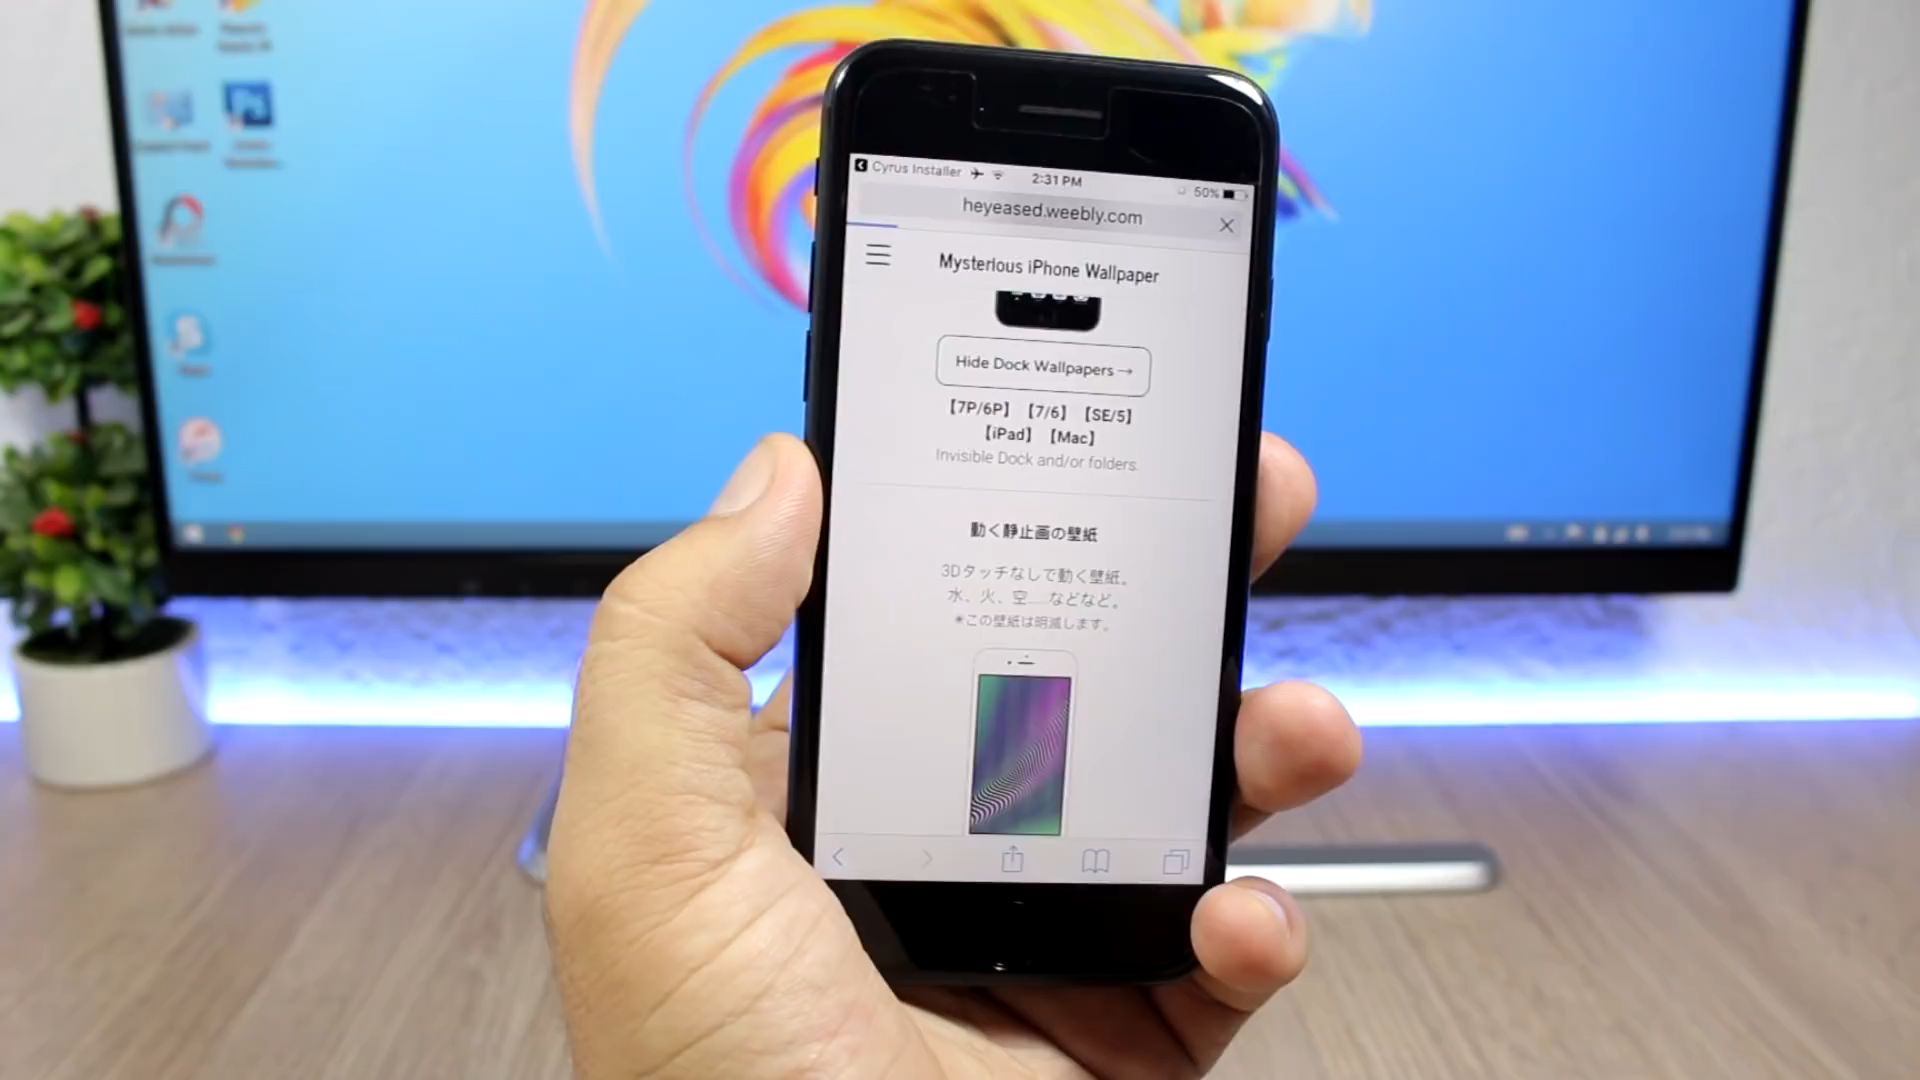 Cyrus Installer 2:31 PM 50%
heyeased.weebly.com
Mysterious iPhone Wallpaper
Hide Dock Wallpapers →
【7P/6P】【7/6】【SE/5】
【iPad】【Mac】
Invisible Dock and/or folders.
動く静止画の壁紙
3Dタッチなしで動く壁紙。
水、火、空......などなど。
*この壁紙は明滅します。
Ps